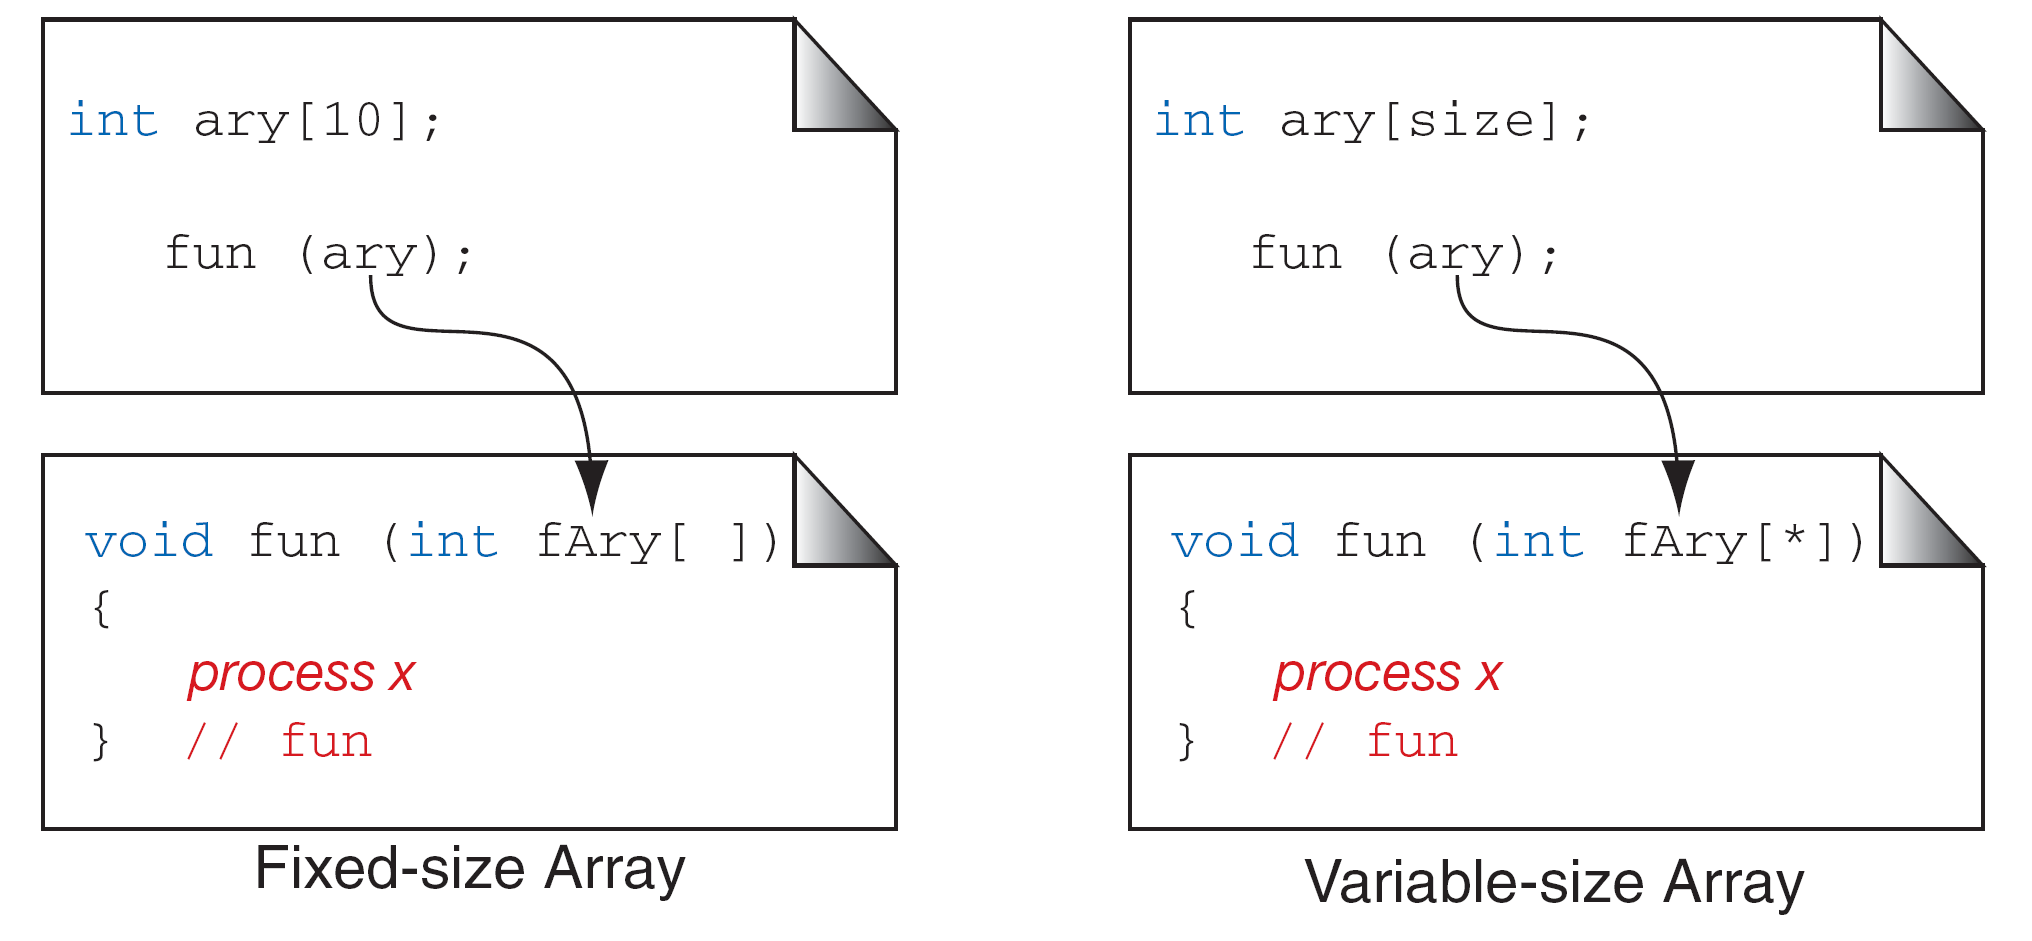 int ary[10];
fun (ary);
void fun (int fAry[ ])
{
process x
} // fun
Fixed-size Array
int ary[size];
fun (ary);
void fun (int fAry[*])
{
process x
} // fun
Variable-size Array